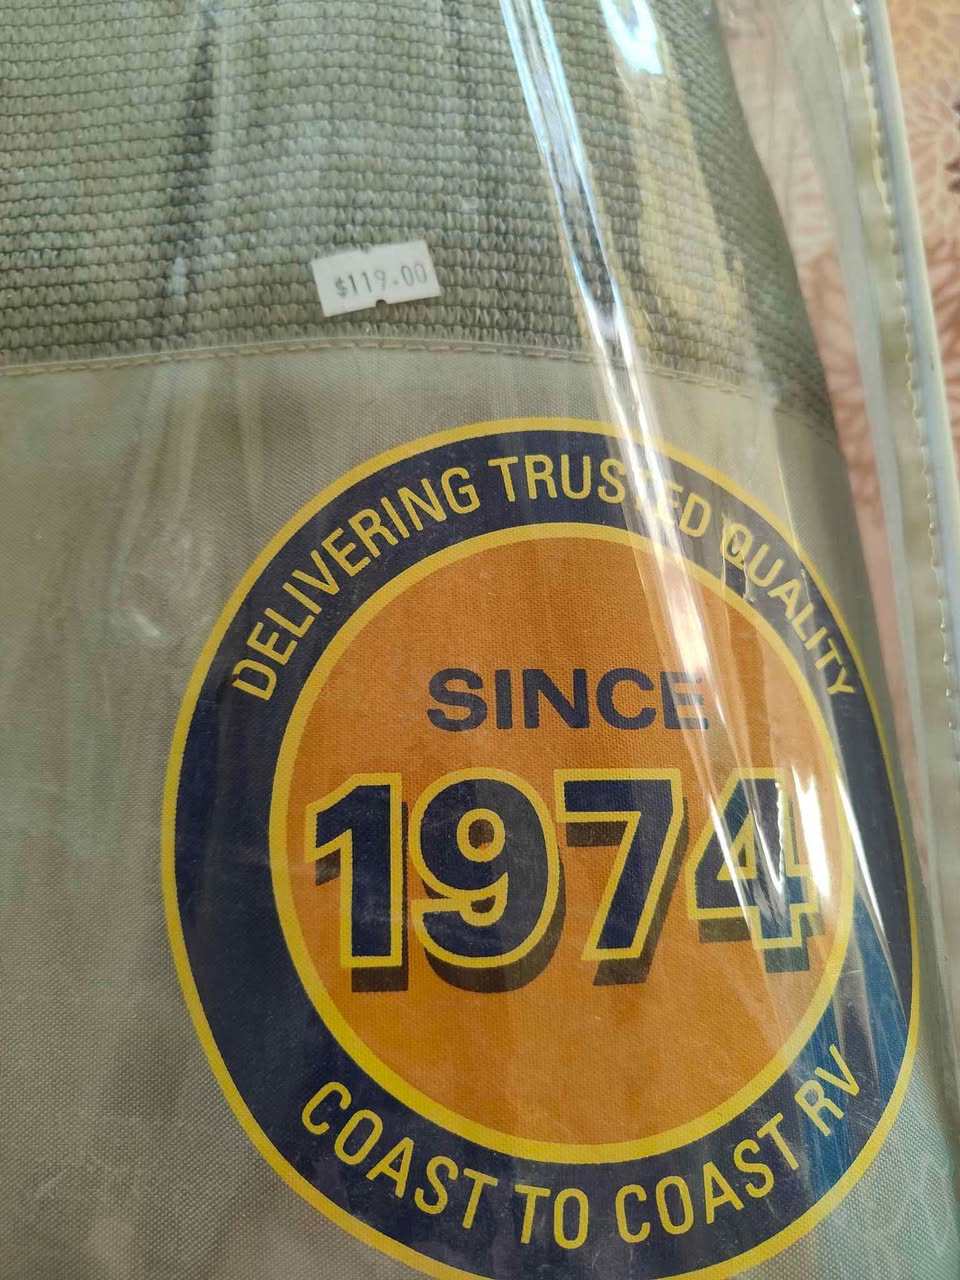 $119.00
DELIVERING TRUSTED QUALITY
SINCE
1974
COAST TO COAST RV